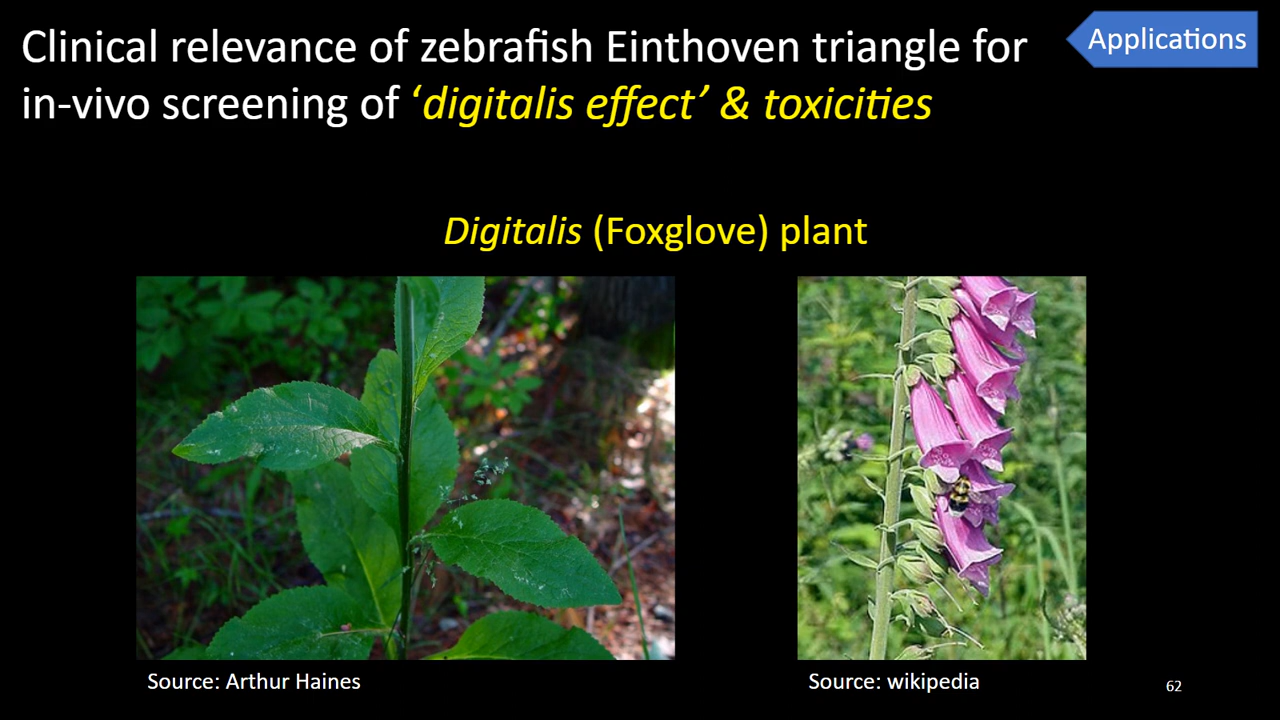 Clinical relevance of zebrafish Einthoven triangle for
in-vivo screening of ‘digitalis effect’ & toxicities
Applications
Digitalis (Foxglove) plant
Source: Arthur Haines
Source: wikipedia
62